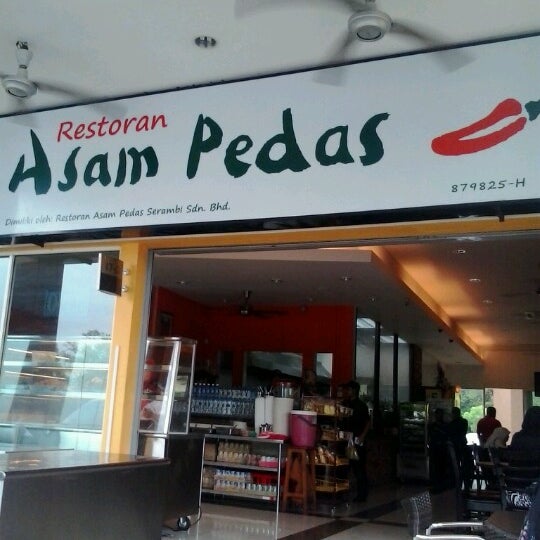 Restoran
Asam Pedas
879825-H
Dimiliki oleh: Restoran Asam Pedas Serambi Sdn. Bhd.